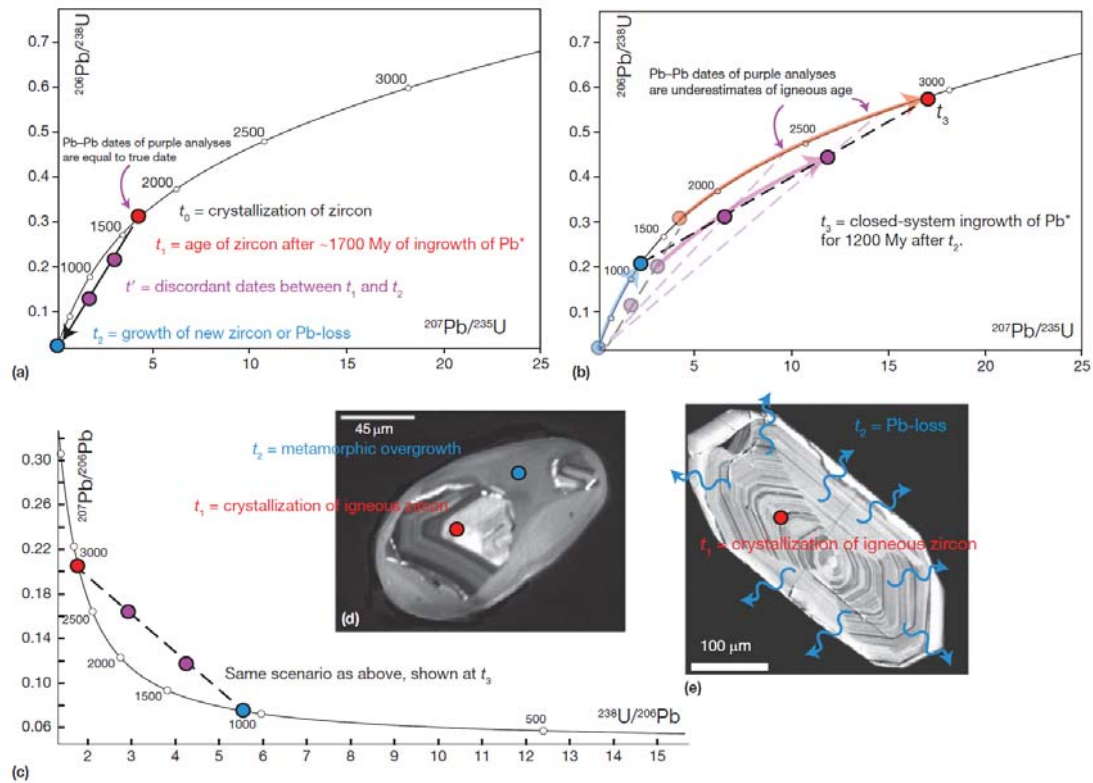 0.7
0.6
0.5
0.4
0.3
0.2
0.1
206Pb/238U
3000
2500
2000
1500
1000
Pb–Pb dates of purple analyses
are equal to true date
t0 = crystallization of zircon
t1 = age of zircon after ~1700 My of ingrowth of Pb*
t' = discordant dates between t1 and t2
207Pb/235U
t2 = growth of new zircon or Pb-loss
5 10 15 20 25
(a)
0.7
0.6
0.5
0.4
0.3
0.2
0.1
206Pb/238U
Pb–Pb dates of purple analyses
are underestimates of igneous age
3000
t3
2500
2000
1500
1000
t3 = closed-system ingrowth of Pb*
for 1200 My after t2.
207Pb/235U
5 10 15 20 25
(b)
0.30
0.26
0.22
0.18
0.14
0.10
0.08
0.06
207Pb/206Pb
3000
2500
2000
1500
1000
500
Same scenario as above, shown at t3
238U/206Pb
2 3 4 5 6 7 8 9 10 11 12 13 14 15
(c)
45 μm
t2 = metamorphic overgrowth
t1 = crystallization of igneous zircon
(d)
t2 = Pb-loss
t1 = crystallization of igneous zircon
100 μm
(e)